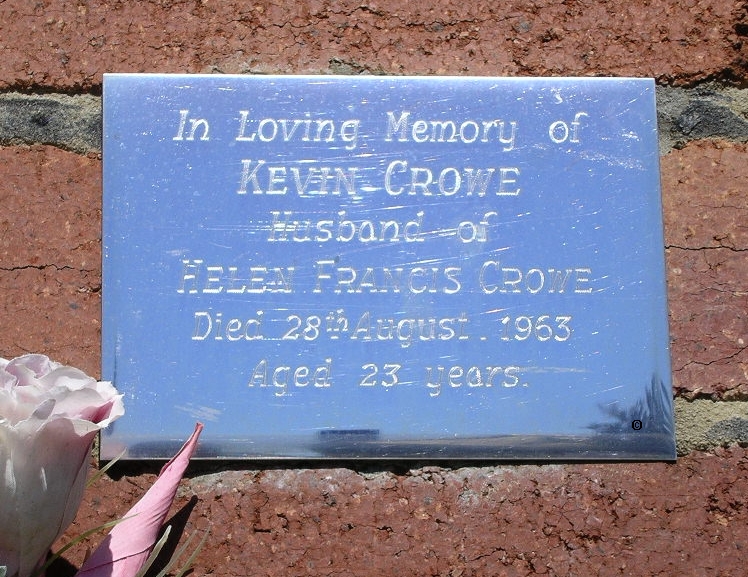 In Loving Memory of
KEVIN CROWE
Husband of
HELEN FRANCIS CROWE
Died 28th August. 1963
Aged 23 years.
©